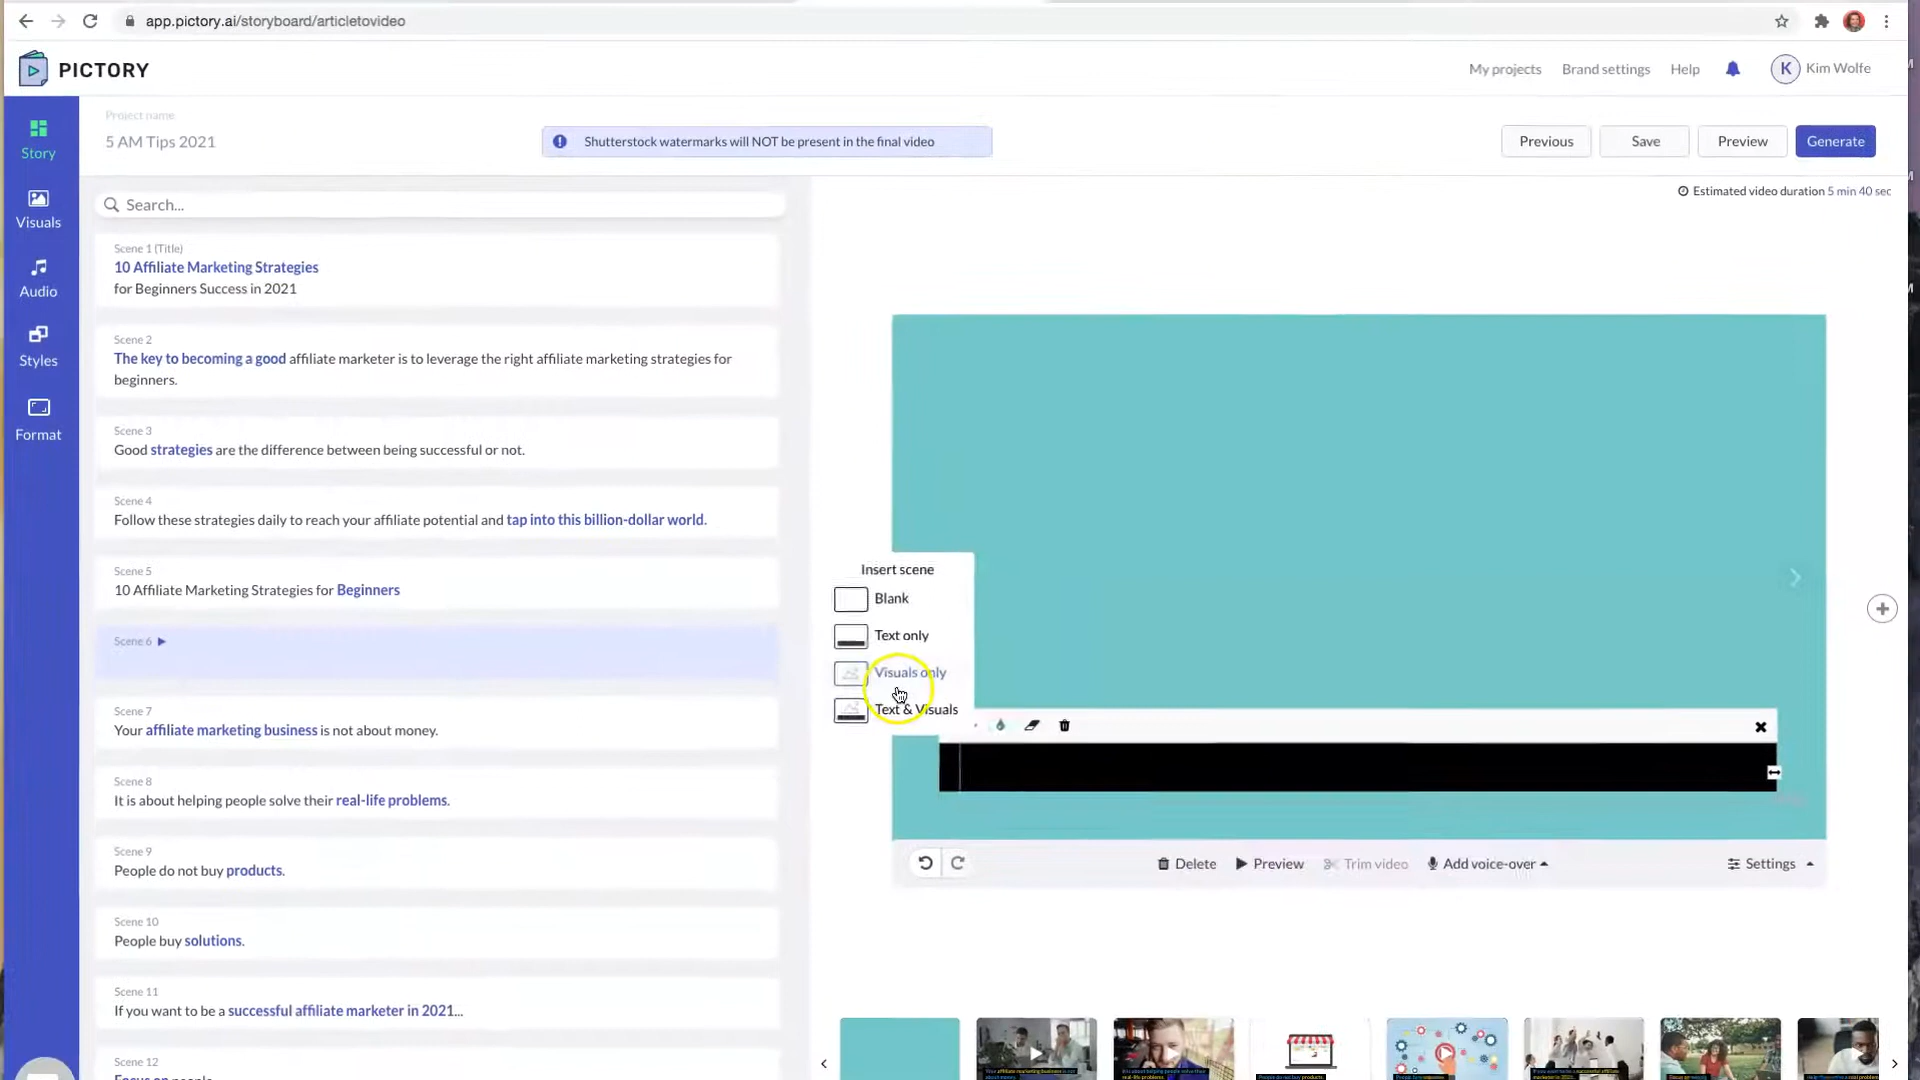 app.pictory.ai/storyboard/articletovideo
PICTORY
My projects
Brand settings
Help
K
Kim Wolfe
Project name
5 AM Tips 2021
Shutterstock watermarks will NOT be present in the final video
Previous
Save
Preview
Generate
Estimated video duration 5 min 40 sec
Story
Visuals
Audio
Styles
Format
Search...
Scene 1 (Title)
10 Affiliate Marketing Strategies
for Beginners Success in 2021
Scene 2
The key to becoming a good affiliate marketer is to leverage the right affiliate marketing strategies for
beginners.
Scene 3
Good strategies are the difference between being successful or not.
Scene 4
Follow these strategies daily to reach your affiliate potential and tap into this billion-dollar world.
Scene 5
10 Affiliate Marketing Strategies for Beginners
Scene 6
Scene 7
Your affiliate marketing business is not about money.
Scene 8
It is about helping people solve their real-life problems.
Scene 9
People do not buy products.
Scene 10
People buy solutions.
Scene 11
If you want to be a successful affiliate marketer in 2021...
Scene 12
Focus on people
Insert scene
Blank
Text only
Visuals only
Text & Visuals
Delete
Preview
Trim video
Add voice-over
Settings